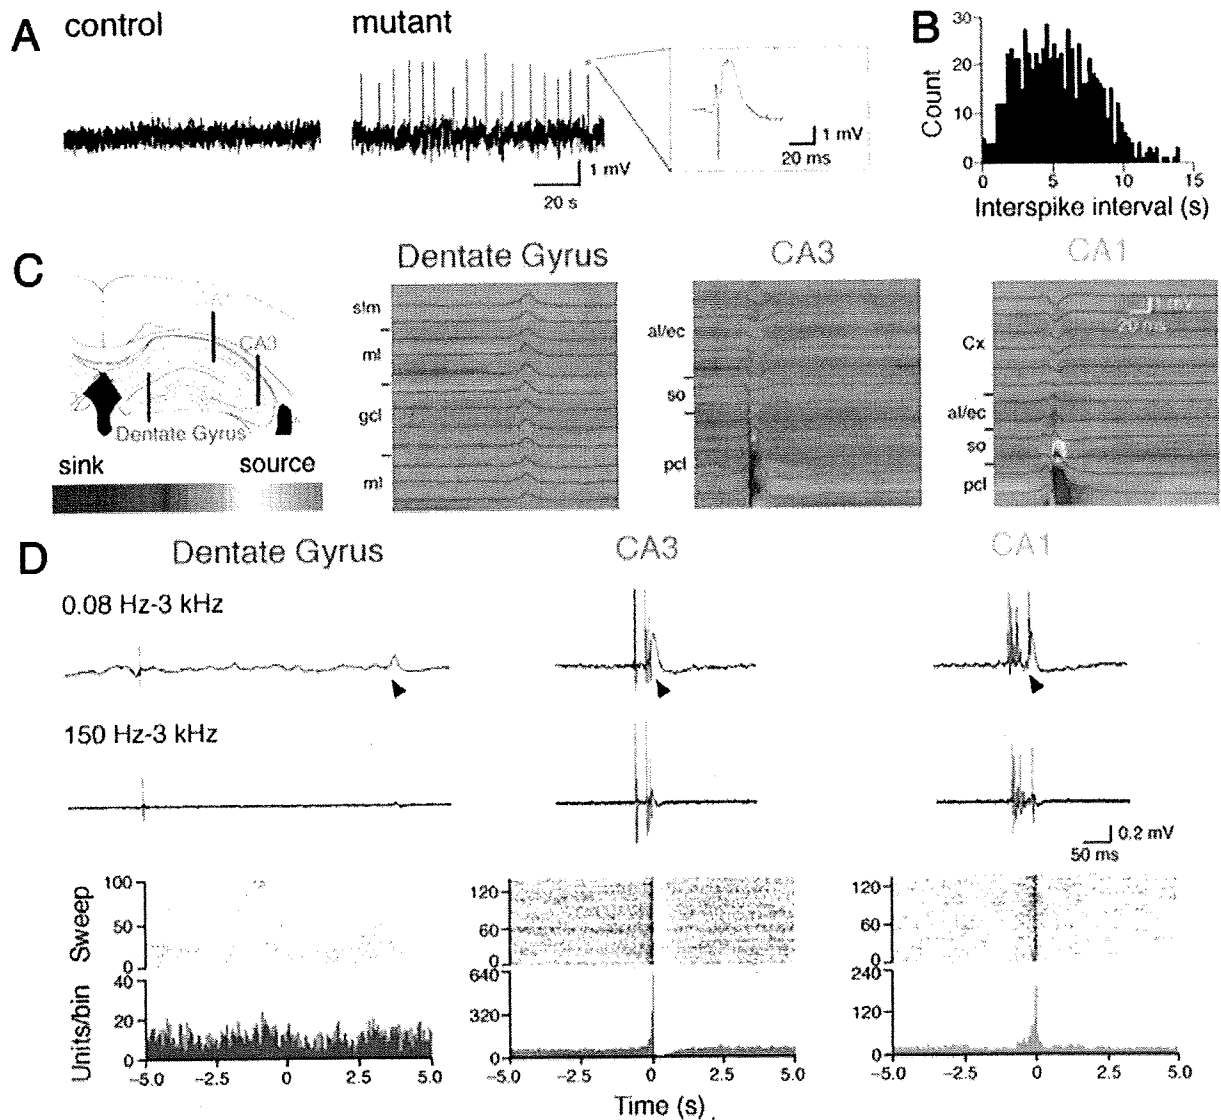 A
control
mutant
1 mV
20 s
1 mV
20 ms
B
30
20
10
0
Count
0
5
10
15
Interspike interval (s)
C
CA3
Dentate Gyrus
sink
source
Dentate Gyrus
slm
ml
gcl
ml
CA3
al/ec
so
pcl
CA1
1 mV
20 ms
Cx
al/ec
so
pcl
D
Dentate Gyrus
CA3
CA1
0.08 Hz-3 kHz
150 Hz-3 kHz
0.2 mV
50 ms
Sweep
100
50
0
120
60
0
120
60
0
Units/bin
40
20
0
640
320
0
240
120
0
-5.0
-2.5
0
2.5
5.0
-5.0
-2.5
0
2.5
5.0
-5.0
-2.5
0
2.5
5.0
Time (s)